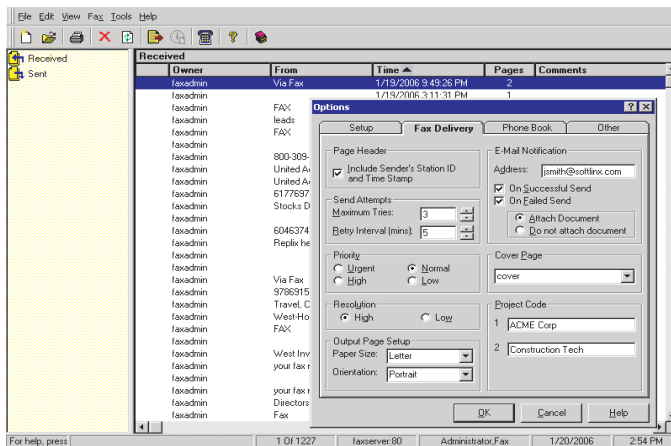 File Edit View Fax Tools Help
Received
Sent
Received
Owner From Time Pages Comments
faxadmin Via Fax 1/19/2006 9:49:26 PM 2
faxadmin 1/19/2006 3:11:31 PM 1
faxadmin FAX
faxadmin leads
faxadmin FAX
faxadmin
faxadmin 800-309-
faxadmin United A
faxadmin United A
faxadmin 6177697
faxadmin Stocks D
faxadmin
faxadmin 6046374
faxadmin Replix he
faxadmin
faxadmin
faxadmin Via Fax
faxadmin 9786915
faxadmin Travel, C
faxadmin West-Ho
faxadmin FAX
faxadmin
faxadmin West Inv
faxadmin your fax r
faxadmin
faxadmin your fax r
faxadmin Directors
faxadmin Fax
Options
Setup Fax Delivery Phone Book Other
Page Header
Include Sender's Station ID
and Time Stamp
Send Attempts
Maximum Tries: 3
Retry Interval (mins): 5
Priority
Urgent Normal
High Low
Resolution
High Low
Output Page Setup
Paper Size: Letter
Orientation: Portrait
E-Mail Notification
Address: jsmith@softlinx.com
On Successful Send
On Failed Send
Attach Document
Do not attach document
Cover Page
cover
Project Code
1 ACME Corp
2 Construction Tech
OK Cancel Help
For help, press 1 Of 1227 faxserver:80 Administrator,Fax 1/20/2006 2:54 PM